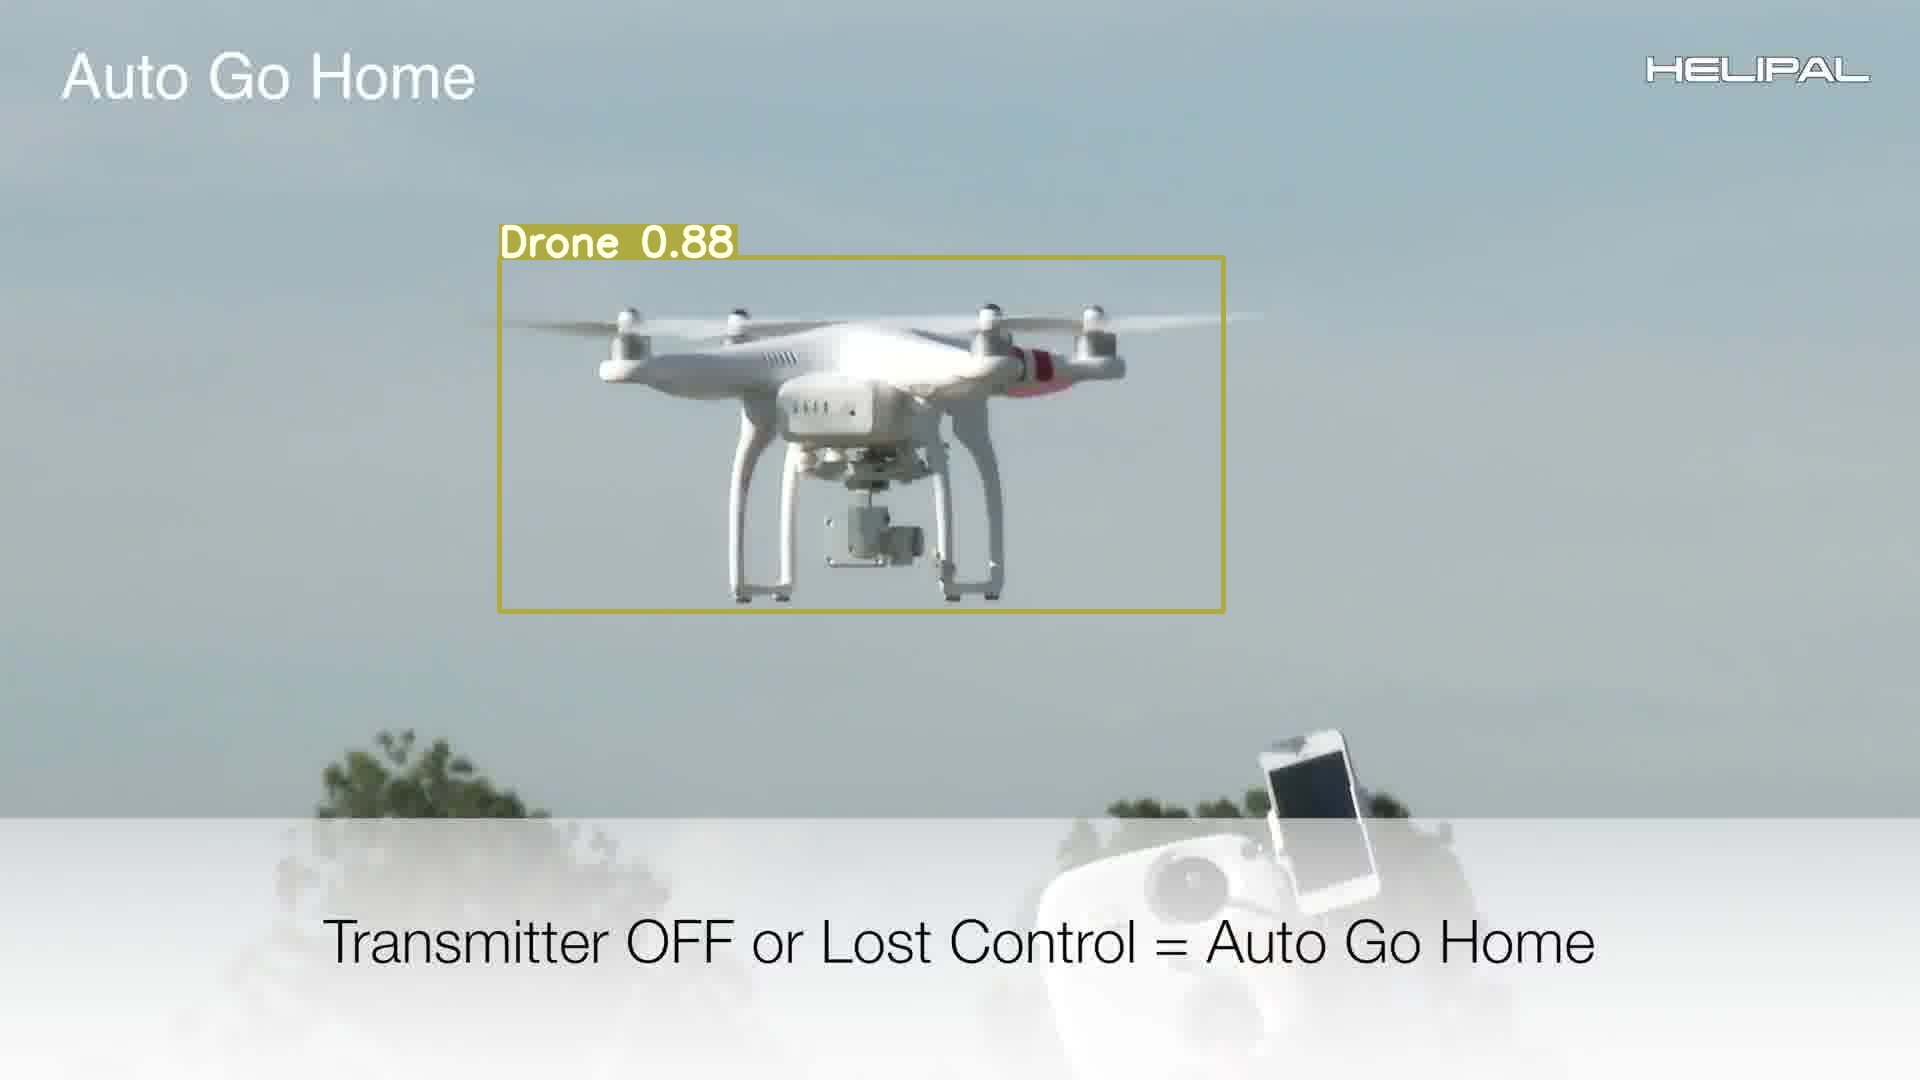 Auto Go Home
HELIPAL
Drone 0.88
Transmitter OFF or Lost Control = Auto Go Home